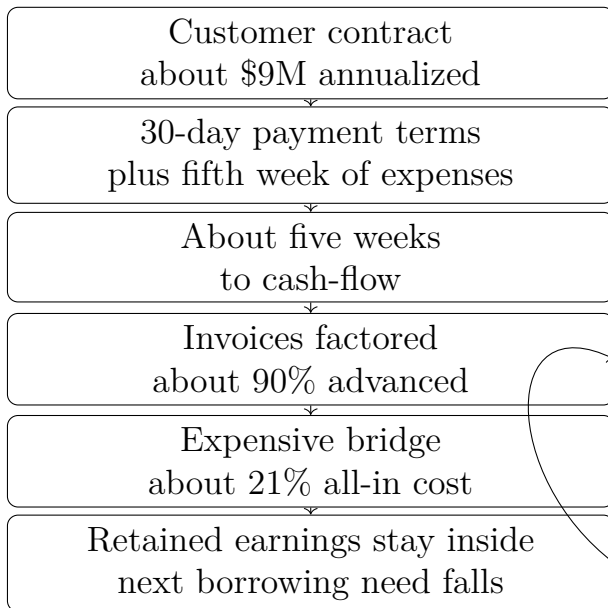 Customer contract
about $9M annualized
30-day payment terms
plus fifth week of expenses
About five weeks
to cash-flow
Invoices factored
about 90% advanced
Expensive bridge
about 21% all-in cost
Retained earnings stay inside
next borrowing need falls